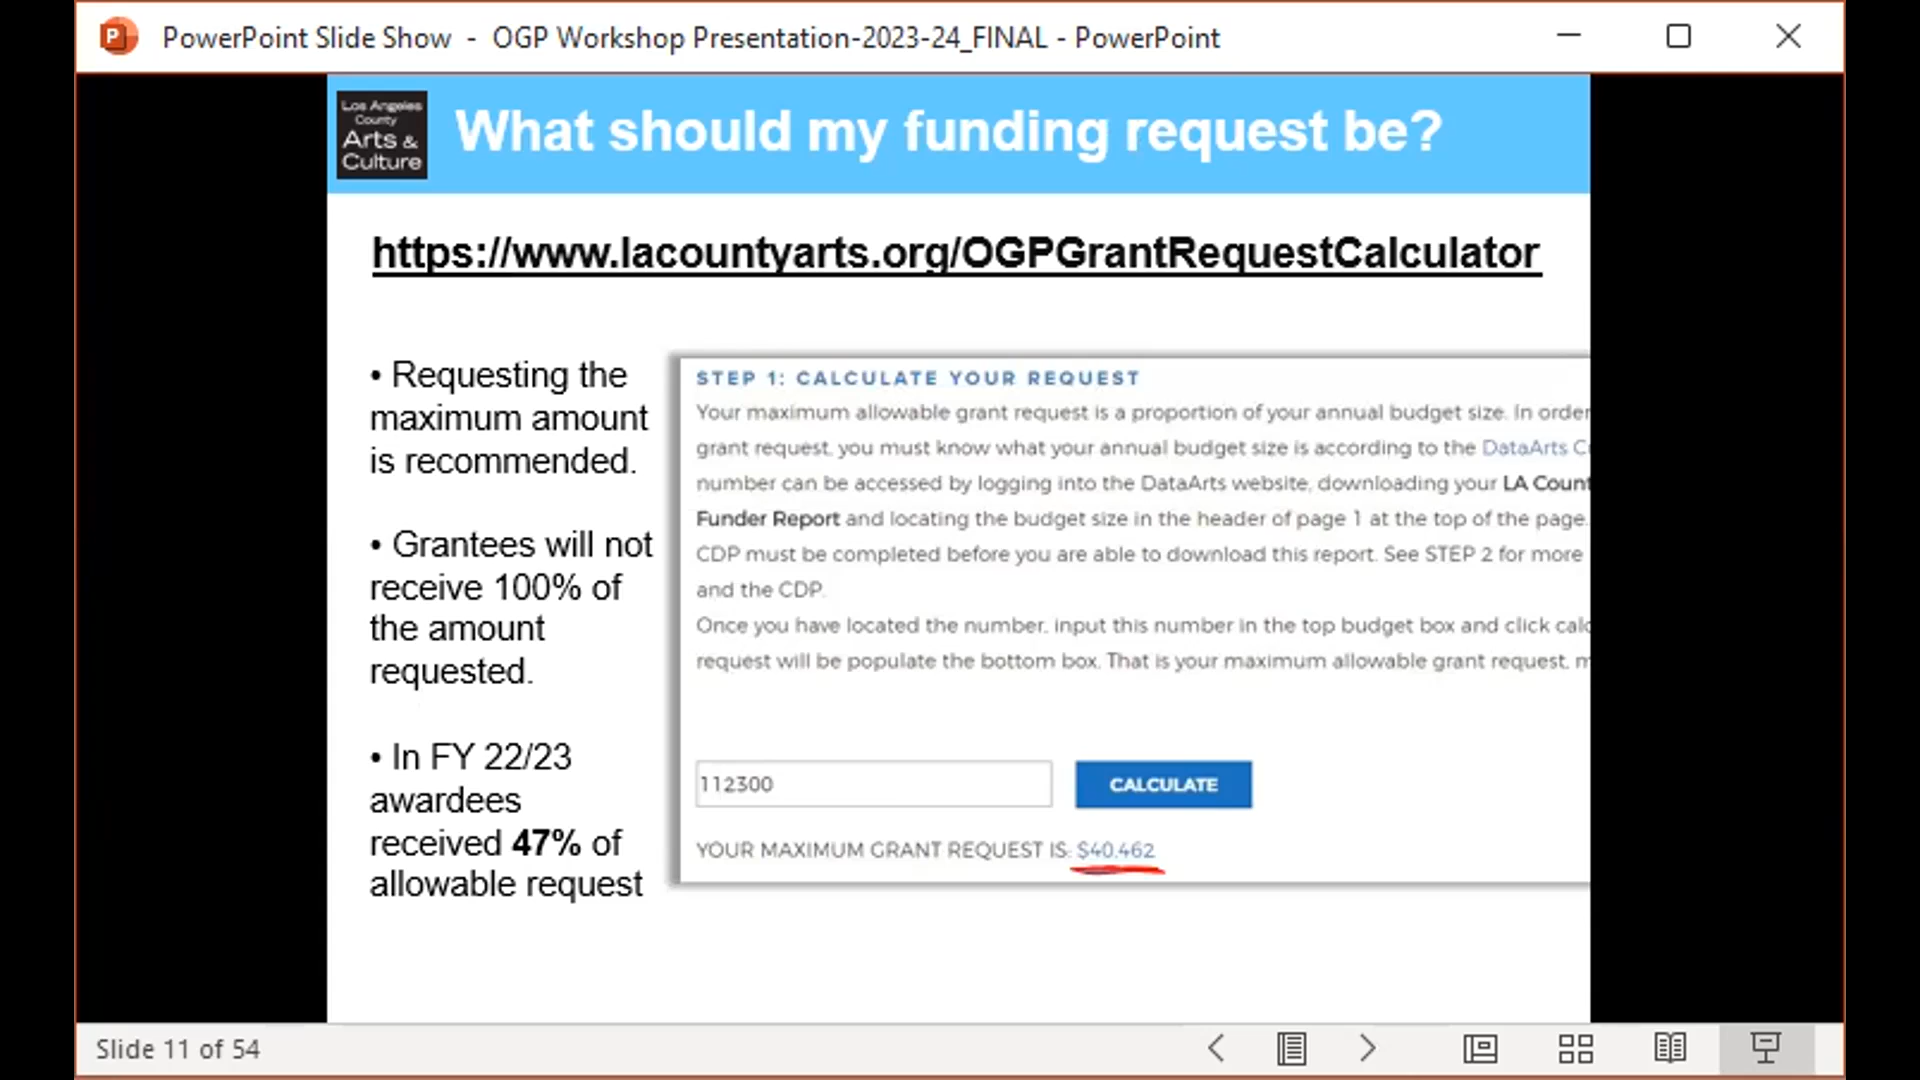 PowerPoint Slide Show - OGP Workshop Presentation-2023-24_FINAL - PowerPoint
Los Angeles
County
Arts &
Culture
What should my funding request be?
https://www.lacountyarts.org/OGPGrantRequestCalculator
• Requesting the
maximum amount
is recommended.
• Grantees will not
receive 100% of
the amount
requested.
• In FY 22/23
awardees
received 47% of
allowable request
STEP 1: CALCULATE YOUR REQUEST
Your maximum allowable grant request is a proportion of your annual budget size. In order
grant request, you must know what your annual budget size is according to the DataArts C
number can be accessed by logging into the DataArts website, downloading your LA Count
Funder Report and locating the budget size in the header of page 1 at the top of the page.
CDP must be completed before you are able to download this report. See STEP 2 for more
and the CDP.
Once you have located the number, input this number in the top budget box and click calc
request will be populate the bottom box. That is your maximum allowable grant request, m
112300
CALCULATE
YOUR MAXIMUM GRANT REQUEST IS: $40,462
Slide 11 of 54